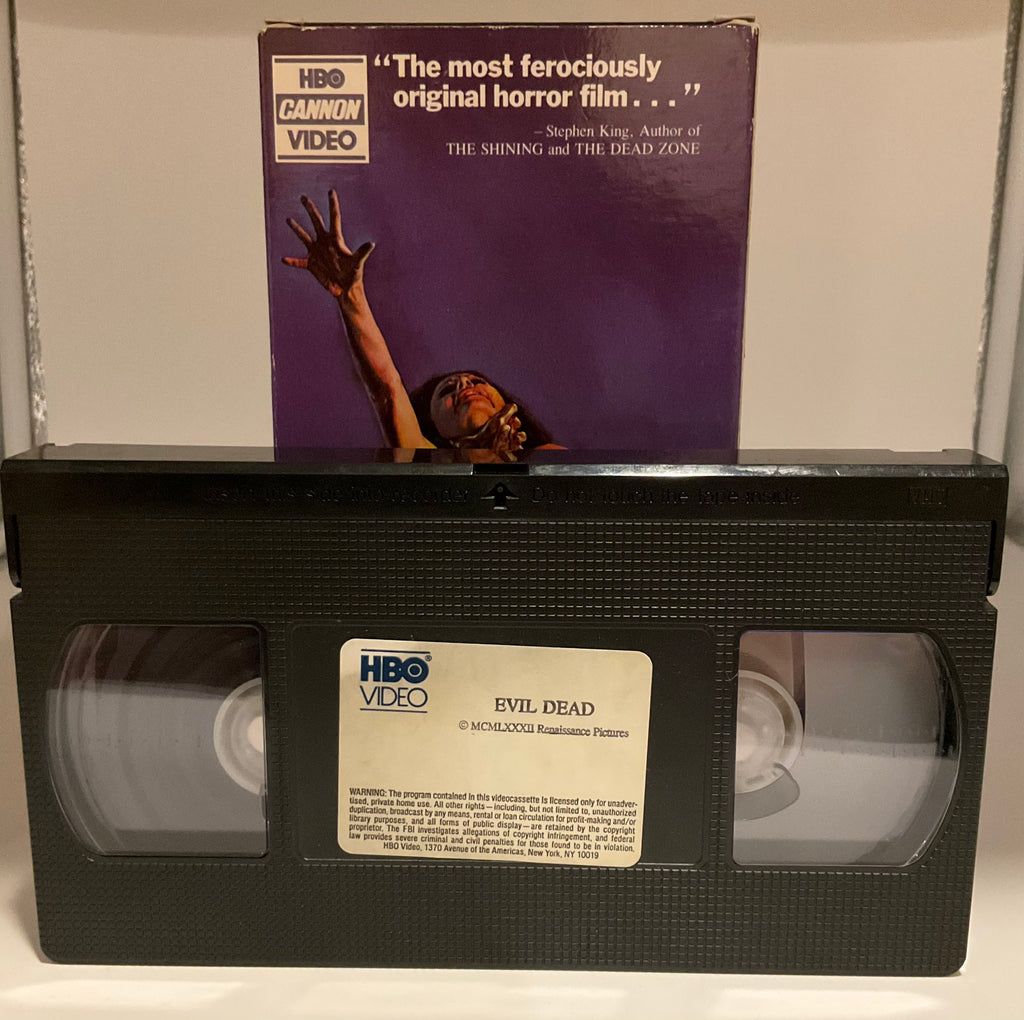 HBO
CANNON
VIDEO
“The most ferociously
original horror film...”
– Stephen King, Author of
THE SHINING and THE DEAD ZONE
Insert this side into recorder Do not touch the tape inside
HBO®
VIDEO
EVIL DEAD
© MCMLXXXII Renaissance Pictures
WARNING: The program contained in this videocassette is licensed only for unadver-
tised, private home use. All other rights—including, but not limited to, unauthorized
duplication, broadcast by any means, rental or loan circulation for profit-making and/or
library purposes, and all forms of public display—are retained by the copyright
proprietor. The FBI investigates allegations of copyright infringement, and federal
law provides severe criminal and civil penalties for those found to be in violation.
HBO Video, 1370 Avenue of the Americas, New York, NY 10019